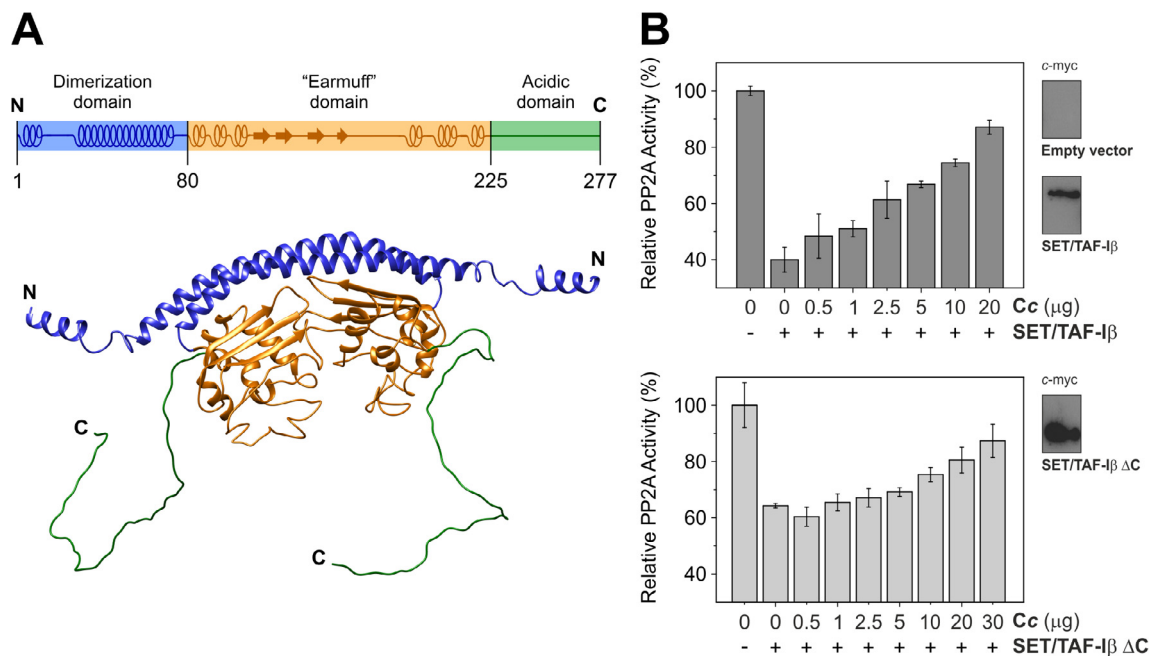 A
Dimerization domain
“Earmuff” domain
Acidic domain
N
C
1
80
225
277
N
N
C
C
B
Relative PP2A Activity (%)
100
80
60
40
0 0 0.5 1 2.5 5 10 20 Cc (μg)
- + + + + + + + SET/TAF-Iβ
c-myc
Empty vector
SET/TAF-Iβ
Relative PP2A Activity (%)
100
80
60
40
0 0 0.5 1 2.5 5 10 20 30 Cc (μg)
- + + + + + + + + SET/TAF-Iβ ΔC
c-myc
SET/TAF-Iβ ΔC